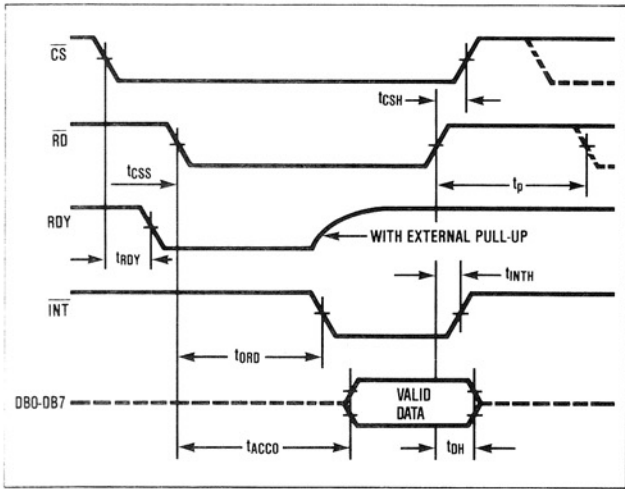 CS
tCSH
RD
tCSS
tp
RDY
WITH EXTERNAL PULL-UP
tRDY
tINTH
INT
tORD
DB0-DB7
VALID
DATA
tACCO
tDH